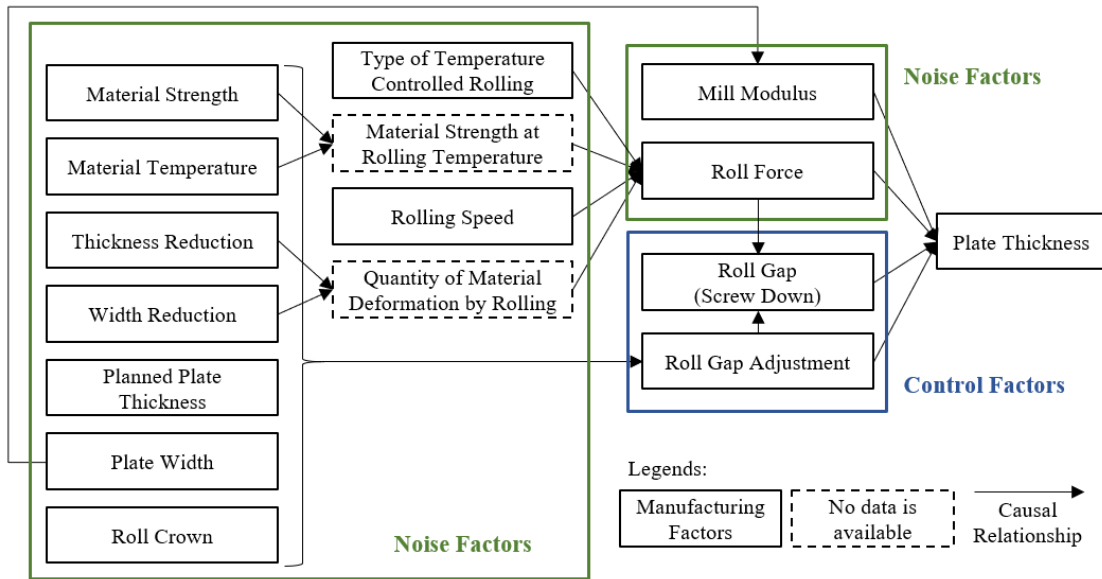 Material Strength
Material Temperature
Thickness Reduction
Width Reduction
Planned Plate
Thickness
Plate Width
Roll Crown
Type of Temperature
Controlled Rolling
Material Strength at
Rolling Temperature
Rolling Speed
Quantity of Material
Deformation by Rolling
Noise Factors
Mill Modulus
Roll Force
Noise Factors
Roll Gap
(Screw Down)
Roll Gap Adjustment
Control Factors
Plate Thickness
Legends:
Manufacturing
Factors
No data is
available
Causal
Relationship